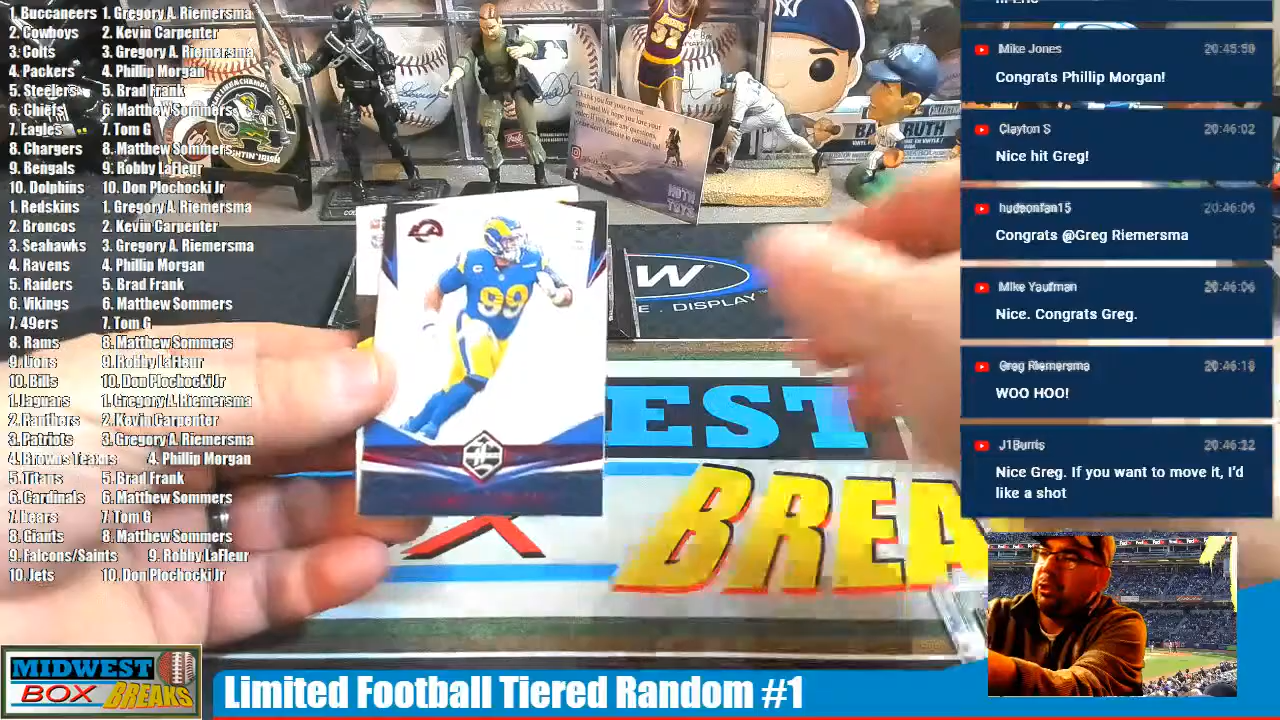 1. Buccaneers 1. Gregory A. Riemersma
2. Cowboys 2. Kevin Carpenter
3. Colts 3. Gregory A. Riemersma
4. Packers 4. Phillip Morgan
5. Steelers 5. Brad Frank
6. Chiefs 6. Matthew Sommers
7. Eagles 7. Tom G
8. Chargers 8. Matthew Sommers
9. Bengals 9. Robby LaFleur
10. Dolphins 10. Don Plochocki Jr
1. Redskins 1. Gregory A. Riemersma
2. Broncos 2. Kevin Carpenter
3. Seahawks 3. Gregory A. Riemersma
4. Ravens 4. Phillip Morgan
5. Raiders 5. Brad Frank
6. Vikings 6. Matthew Sommers
7. 49ers 7. Tom G
8. Rams 8. Matthew Sommers
9. Lions 9. Robby LaFleur
10. Bills 10. Don Plochocki Jr
1. Jaguars 1. Gregory A. Riemersma
2. Panthers 2. Kevin Carpenter
3. Patriots 3. Gregory A. Riemersma
4. Browns Texans 4. Phillip Morgan
5. Titans 5. Brad Frank
6. Cardinals 6. Matthew Sommers
7. Bears 7. Tom G
8. Giants 8. Matthew Sommers
9. Falcons/Saints 9. Robby LaFleur
10. Jets 10. Don Plochocki Jr
Mike Jones 20:45:58
Congrats Phillip Morgan!
Clayton S 20:46:02
Nice hit Greg!
hudsonfan15 20:46:06
Congrats @Greg Riemersma
Mike Yaufman 20:46:06
Nice. Congrats Greg.
Greg Riemersma 20:46:18
WOO HOO!
J1Burris 20:46:22
Nice Greg. If you want to move it, I'd
like a shot
32
BABE RUTH
HOTH
TOYS
W
E . DISPLAY
99
EST
X BREA
MIDWEST
BOX BREAKS
Limited Football Tiered Random #1